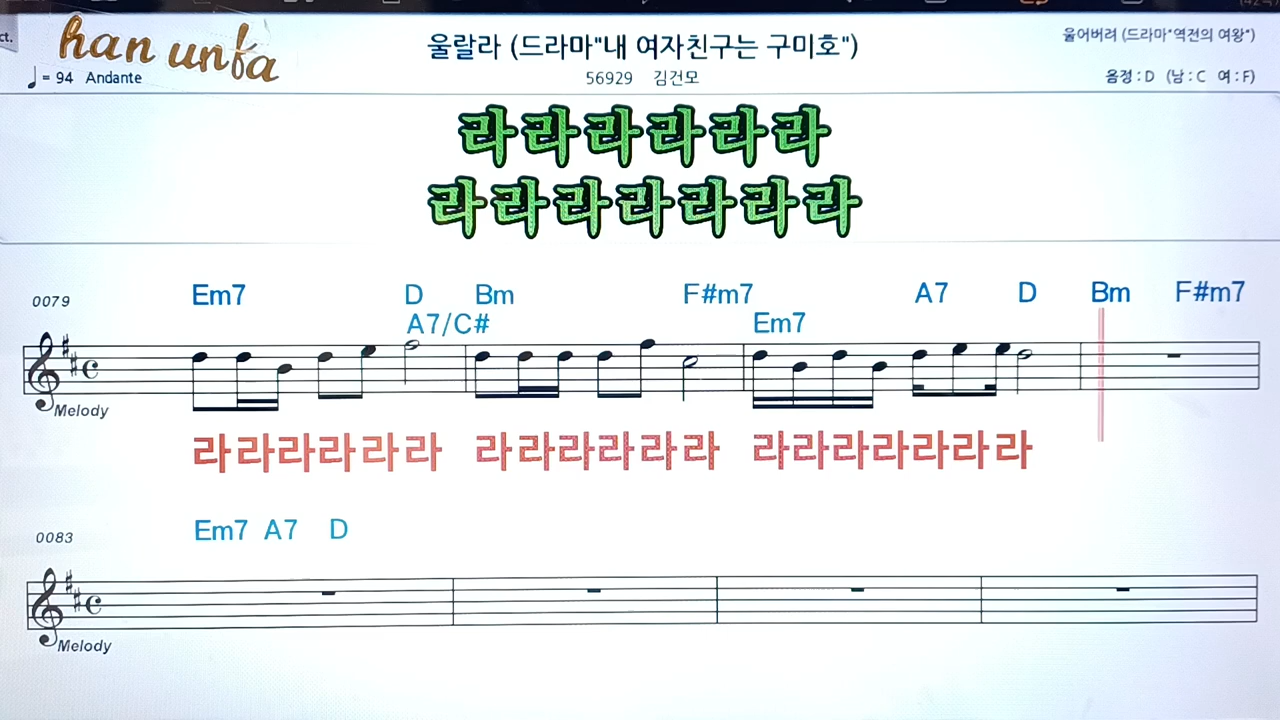 ct.
han unfa
♩= 94 Andante
울랄라 (드라마"내 여자친구는 구미호")
56929 김건모
울어버려 (드라마"역전의 여왕")
음정 : D (남 : C 여 : F)
라라라라라라
라라라라라라라
0079
Em7 D Bm F#m7 A7 D Bm F#m7
A7/C# Em7
Melody
라라라라라라 라라라라라라 라라라라라라라
0083
Em7 A7 D
Melody